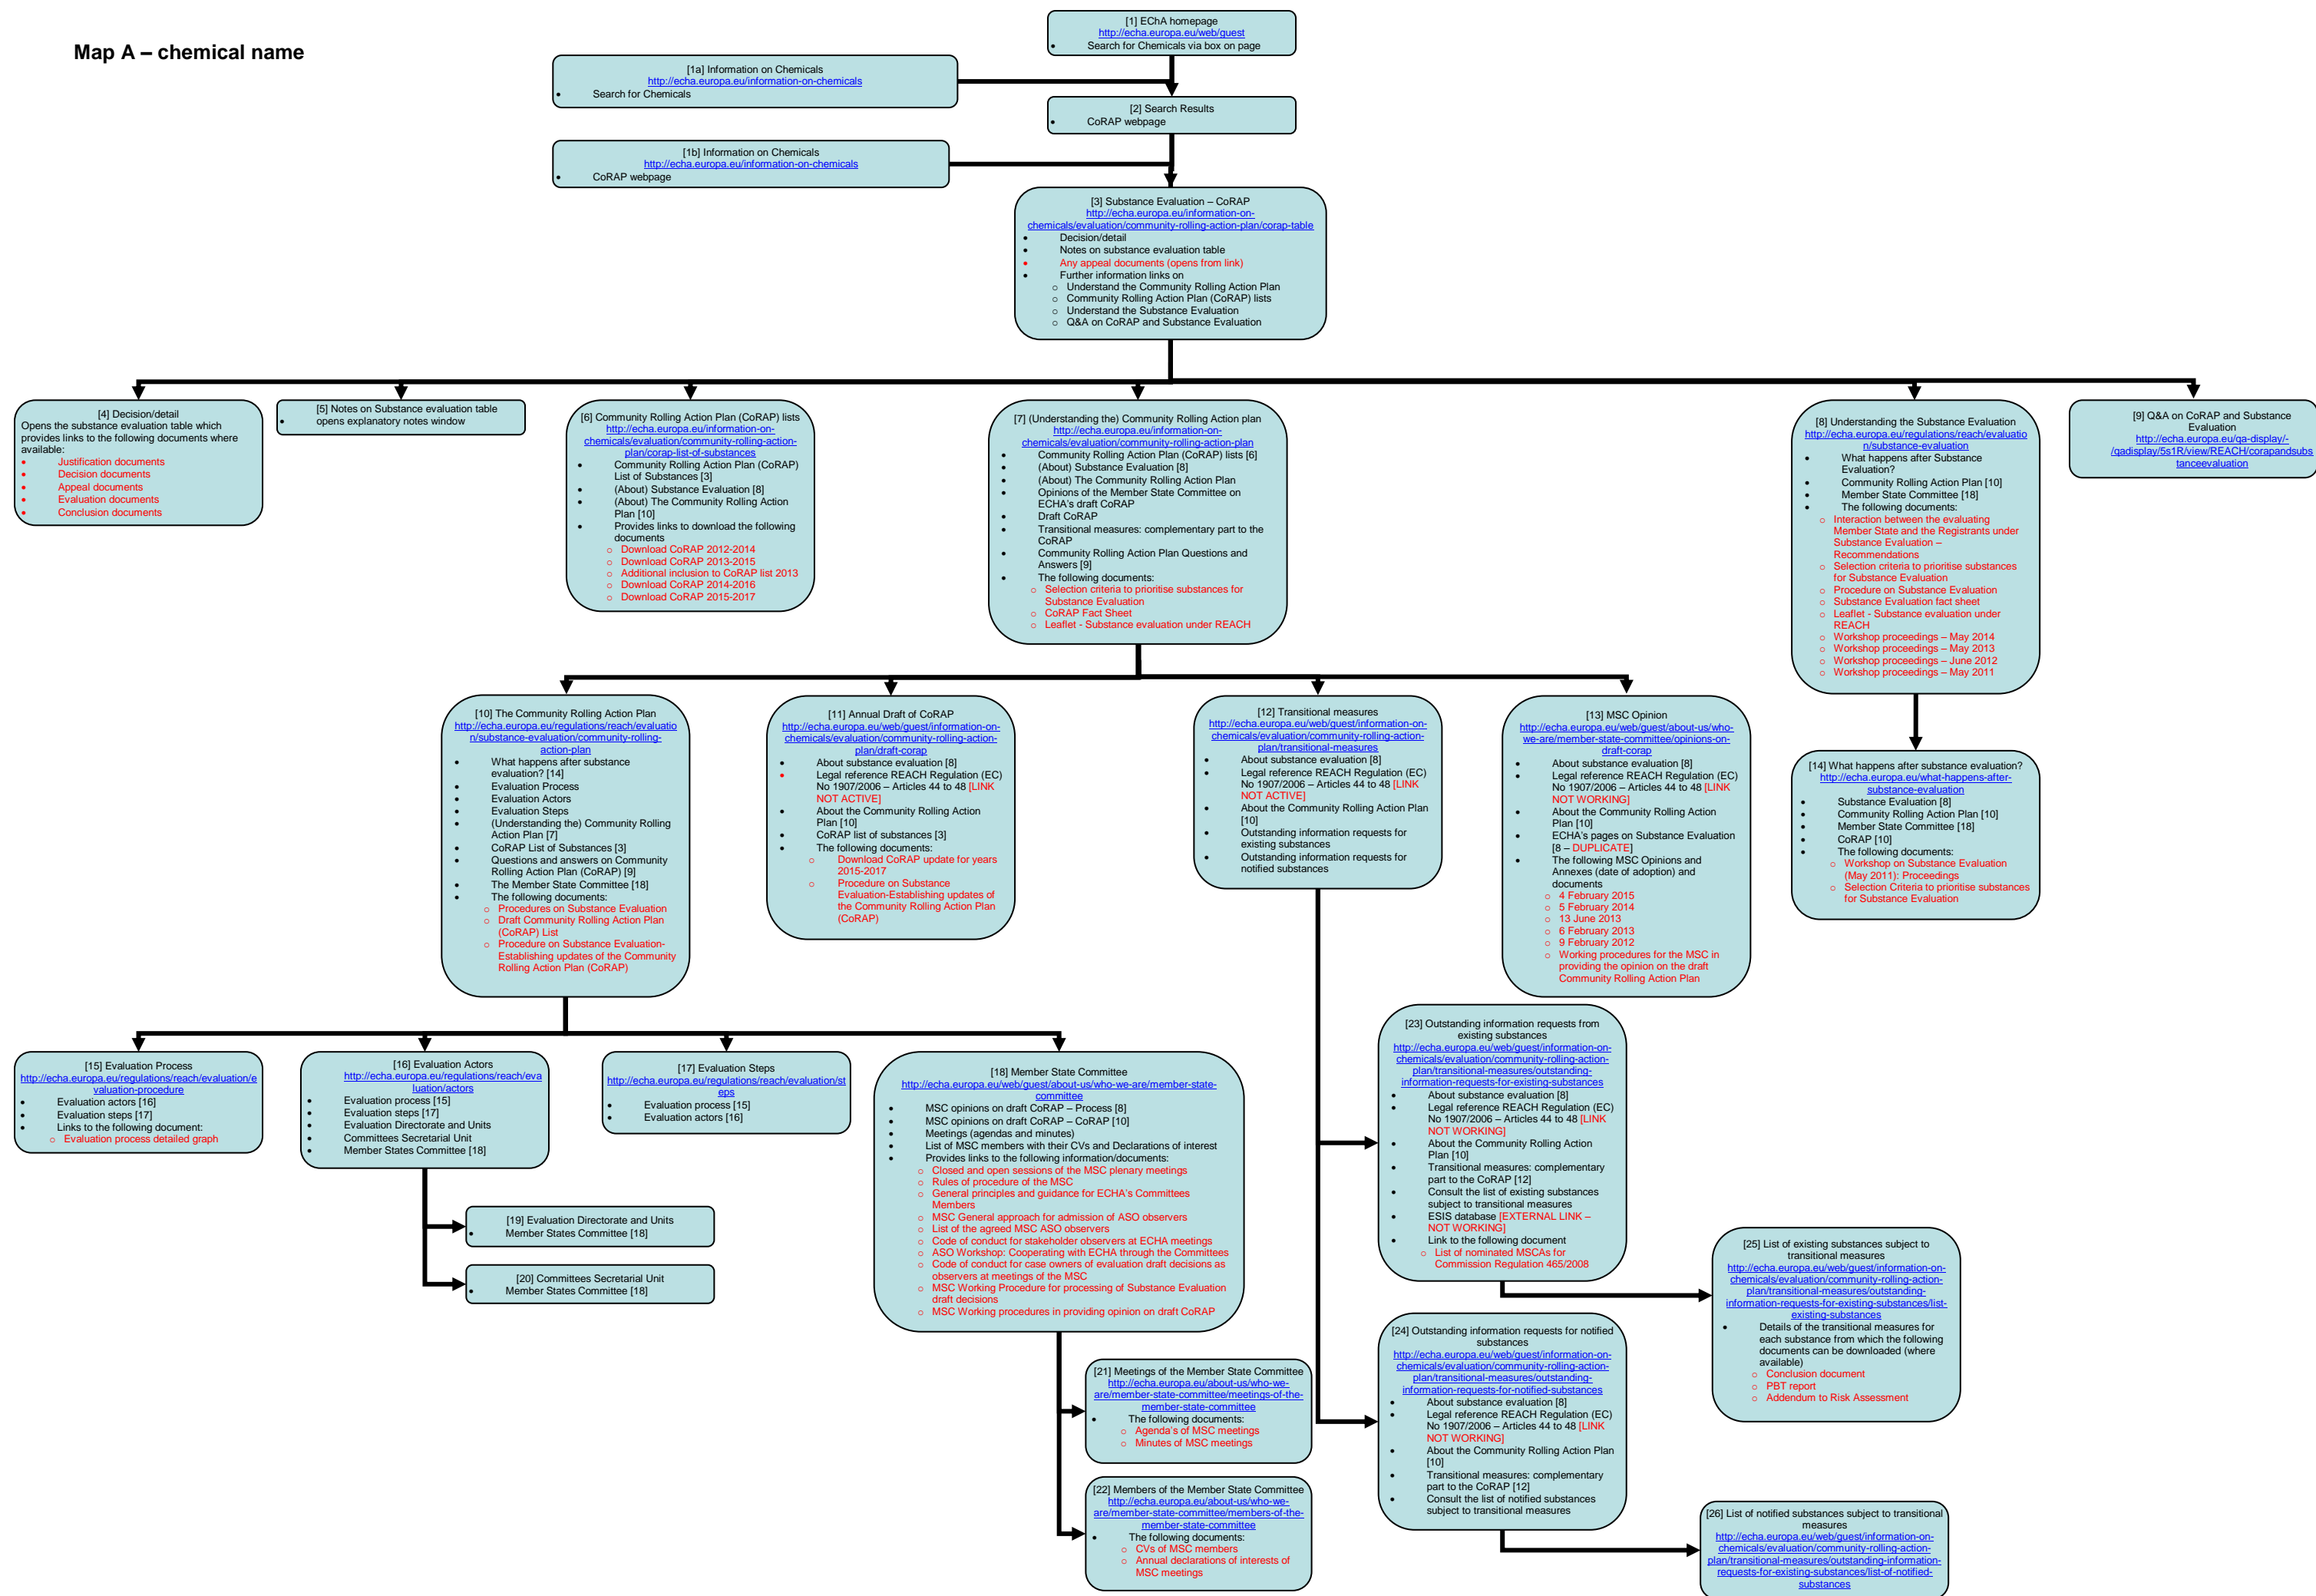 Map A – chemical name
[1] EChA homepage
http://echa.europa.eu/web/guest
• Search for Chemicals via box on page
[1a] Information on Chemicals
http://echa.europa.eu/information-on-chemicals
• Search for Chemicals
[2] Search Results
• CoRAP webpage
[1b] Information on Chemicals
http://echa.europa.eu/information-on-chemicals
• CoRAP webpage
[3] Substance Evaluation – CoRAP
http://echa.europa.eu/information-on-
chemicals/evaluation/community-rolling-action-plan/corap-table
• Decision/detail
• Notes on substance evaluation table
• Any appeal documents (opens from link)
• Further information links on
o Understand the Community Rolling Action Plan
o Community Rolling Action Plan (CoRAP) lists
o Understand the Substance Evaluation
o Q&A on CoRAP and Substance Evaluation
[4] Decision/detail
Opens the substance evaluation table which
provides links to the following documents where
available:
• Justification documents
• Decision documents
• Appeal documents
• Evaluation documents
• Conclusion documents
[5] Notes on Substance evaluation table
• opens explanatory notes window
[6] Community Rolling Action Plan (CoRAP) lists
http://echa.europa.eu/information-on-
chemicals/evaluation/community-rolling-action-
plan/corap-list-of-substances
• Community Rolling Action Plan (CoRAP)
List of Substances [3]
• (About) Substance Evaluation [8]
• (About) The Community Rolling Action
Plan [10]
• Provides links to download the following
documents
o Download CoRAP 2012-2014
o Download CoRAP 2013-2015
o Additional inclusion to CoRAP list 2013
o Download CoRAP 2014-2016
o Download CoRAP 2015-2017
[7] (Understanding the) Community Rolling Action plan
http://echa.europa.eu/information-on-
chemicals/evaluation/community-rolling-action-plan
• Community Rolling Action Plan (CoRAP) lists [6]
• (About) Substance Evaluation [8]
• (About) The Community Rolling Action Plan
• Opinions of the Member State Committee on
ECHA's draft CoRAP
• Draft CoRAP
• Transitional measures: complementary part to the
CoRAP
• Community Rolling Action Plan Questions and
Answers [9]
• The following documents:
o Selection criteria to prioritise substances for
Substance Evaluation
o CoRAP Fact Sheet
o Leaflet - Substance evaluation under REACH
[8] Understanding the Substance Evaluation
http://echa.europa.eu/regulations/reach/evaluatio
n/substance-evaluation
• What happens after Substance
Evaluation?
• Community Rolling Action Plan [10]
• Member State Committee [18]
• The following documents:
o Interaction between the evaluating
Member State and the Registrants under
Substance Evaluation –
Recommendations
o Selection criteria to prioritise substances
for Substance Evaluation
o Procedure on Substance Evaluation
o Substance Evaluation fact sheet
o Leaflet - Substance evaluation under
REACH
o Workshop proceedings – May 2014
o Workshop proceedings – May 2013
o Workshop proceedings – June 2012
o Workshop proceedings – May 2011
[9] Q&A on CoRAP and Substance
Evaluation
http://echa.europa.eu/qa-display/-
/qadisplay/5s1R/view/REACH/corapandsubs
tanceevaluation
[10] The Community Rolling Action Plan
http://echa.europa.eu/regulations/reach/evaluatio
n/substance-evaluation/community-rolling-
action-plan
• What happens after substance
evaluation? [14]
• Evaluation Process
• Evaluation Actors
• Evaluation Steps
• (Understanding the) Community Rolling
Action Plan [7]
• CoRAP List of Substances [3]
• Questions and answers on Community
Rolling Action Plan (CoRAP) [9]
• The Member State Committee [18]
• The following documents:
o Procedures on Substance Evaluation
o Draft Community Rolling Action Plan
(CoRAP) List
o Procedure on Substance Evaluation-
Establishing updates of the Community
Rolling Action Plan (CoRAP)
[11] Annual Draft of CoRAP
http://echa.europa.eu/web/guest/information-on-
chemicals/evaluation/community-rolling-action-
plan/draft-corap
• About substance evaluation [8]
• Legal reference REACH Regulation (EC)
No 1907/2006 – Articles 44 to 48 [LINK
NOT ACTIVE]
• About the Community Rolling Action
Plan [10]
• CoRAP list of substances [3]
• The following documents:
o Download CoRAP update for years
2015-2017
o Procedure on Substance
Evaluation-Establishing updates of
the Community Rolling Action Plan
(CoRAP)
[12] Transitional measures
http://echa.europa.eu/web/guest/information-on-
chemicals/evaluation/community-rolling-action-
plan/transitional-measures
• About substance evaluation [8]
• Legal reference REACH Regulation (EC)
No 1907/2006 – Articles 44 to 48 [LINK
NOT ACTIVE]
• About the Community Rolling Action Plan
[10]
• Outstanding information requests for
existing substances
• Outstanding information requests for
notified substances
[13] MSC Opinion
http://echa.europa.eu/web/guest/about-us/who-
we-are/member-state-committee/opinions-on-
draft-corap
• About substance evaluation [8]
• Legal reference REACH Regulation (EC)
No 1907/2006 – Articles 44 to 48 [LINK
NOT WORKING]
• About the Community Rolling Action
Plan [10]
• ECHA's pages on Substance Evaluation
[8 – DUPLICATE]
• The following MSC Opinions and
Annexes (date of adoption) and
documents
o 4 February 2015
o 5 February 2014
o 13 June 2013
o 6 February 2013
o 9 February 2012
o Working procedures for the MSC in
providing the opinion on the draft
Community Rolling Action Plan
[14] What happens after substance evaluation?
http://echa.europa.eu/what-happens-after-
substance-evaluation
• Substance Evaluation [8]
• Community Rolling Action Plan [10]
• Member State Committee [18]
• CoRAP [10]
• The following documents:
o Workshop on Substance Evaluation
(May 2011): Proceedings
o Selection Criteria to prioritise substances
for Substance Evaluation
[15] Evaluation Process
http://echa.europa.eu/regulations/reach/evaluation/e
valuation-procedure
• Evaluation actors [16]
• Evaluation steps [17]
• Links to the following document:
o Evaluation process detailed graph
[16] Evaluation Actors
http://echa.europa.eu/regulations/reach/eva
luation/actors
• Evaluation process [15]
• Evaluation steps [17]
• Evaluation Directorate and Units
• Committees Secretarial Unit
• Member States Committee [18]
[17] Evaluation Steps
http://echa.europa.eu/regulations/reach/evaluation/st
eps
• Evaluation process [15]
• Evaluation actors [16]
[18] Member State Committee
http://echa.europa.eu/web/guest/about-us/who-we-are/member-state-
committee
• MSC opinions on draft CoRAP – Process [8]
• MSC opinions on draft CoRAP – CoRAP [10]
• Meetings (agendas and minutes)
• List of MSC members with their CVs and Declarations of interest
• Provides links to the following information/documents:
o Closed and open sessions of the MSC plenary meetings
o Rules of procedure of the MSC
o General principles and guidance for ECHA's Committees
Members
o MSC General approach for admission of ASO observers
o List of the agreed MSC ASO observers
o Code of conduct for stakeholder observers at ECHA meetings
o ASO Workshop: Cooperating with ECHA through the Committees
o Code of conduct for case owners of evaluation draft decisions as
observers at meetings of the MSC
o MSC Working Procedure for processing of Substance Evaluation
draft decisions
o MSC Working procedures in providing opinion on draft CoRAP
[19] Evaluation Directorate and Units
• Member States Committee [18]
[20] Committees Secretarial Unit
• Member States Committee [18]
[21] Meetings of the Member State Committee
http://echa.europa.eu/about-us/who-we-
are/member-state-committee/meetings-of-the-
member-state-committee
• The following documents:
o Agenda's of MSC meetings
o Minutes of MSC meetings
[22] Members of the Member State Committee
http://echa.europa.eu/about-us/who-we-
are/member-state-committee/members-of-the-
member-state-committee
• The following documents:
o CVs of MSC members
o Annual declarations of interests of
MSC meetings
[23] Outstanding information requests from
existing substances
http://echa.europa.eu/web/guest/information-on-
chemicals/evaluation/community-rolling-action-
plan/transitional-measures/outstanding-
information-requests-for-existing-substances
• About substance evaluation [8]
• Legal reference REACH Regulation (EC)
No 1907/2006 – Articles 44 to 48 [LINK
NOT WORKING]
• About the Community Rolling Action
Plan [10]
• Transitional measures: complementary
part to the CoRAP [12]
• Consult the list of existing substances
subject to transitional measures
• ESIS database [EXTERNAL LINK –
NOT WORKING]
• Link to the following document
o List of nominated MSCAs for
Commission Regulation 465/2008
[24] Outstanding information requests for notified
substances
http://echa.europa.eu/web/guest/information-on-
chemicals/evaluation/community-rolling-action-
plan/transitional-measures/outstanding-
information-requests-for-notified-substances
• About substance evaluation [8]
• Legal reference REACH Regulation (EC)
No 1907/2006 – Articles 44 to 48 [LINK
NOT WORKING]
• About the Community Rolling Action Plan
[10]
• Transitional measures: complementary
part to the CoRAP [12]
• Consult the list of notified substances
subject to transitional measures
[25] List of existing substances subject to
transitional measures
http://echa.europa.eu/web/guest/information-on-
chemicals/evaluation/community-rolling-action-
plan/transitional-measures/outstanding-
information-requests-for-existing-substances/list-
existing-substances
• Details of the transitional measures for
each substance from which the following
documents can be downloaded (where
available)
o Conclusion document
o PBT report
o Addendum to Risk Assessment
[26] List of notified substances subject to transitional
measures
http://echa.europa.eu/web/guest/information-on-
chemicals/evaluation/community-rolling-action-
plan/transitional-measures/outstanding-information-
requests-for-existing-substances/list-of-notified-
substances